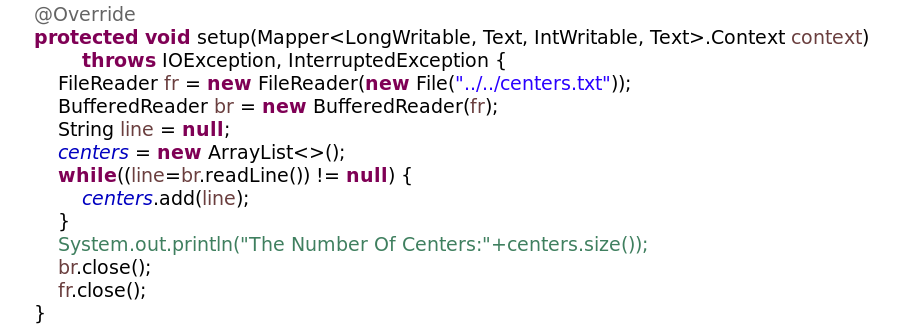 @Override
protected void setup(Mapper<LongWritable, Text, IntWritable, Text>.Context context)
        throws IOException, InterruptedException {
    FileReader fr = new FileReader(new File("../../centers.txt"));
    BufferedReader br = new BufferedReader(fr);
    String line = null;
    centers = new ArrayList<>();
    while((line=br.readLine()) != null) {
        centers.add(line);
    }
    System.out.println("The Number Of Centers:"+centers.size());
    br.close();
    fr.close();
}